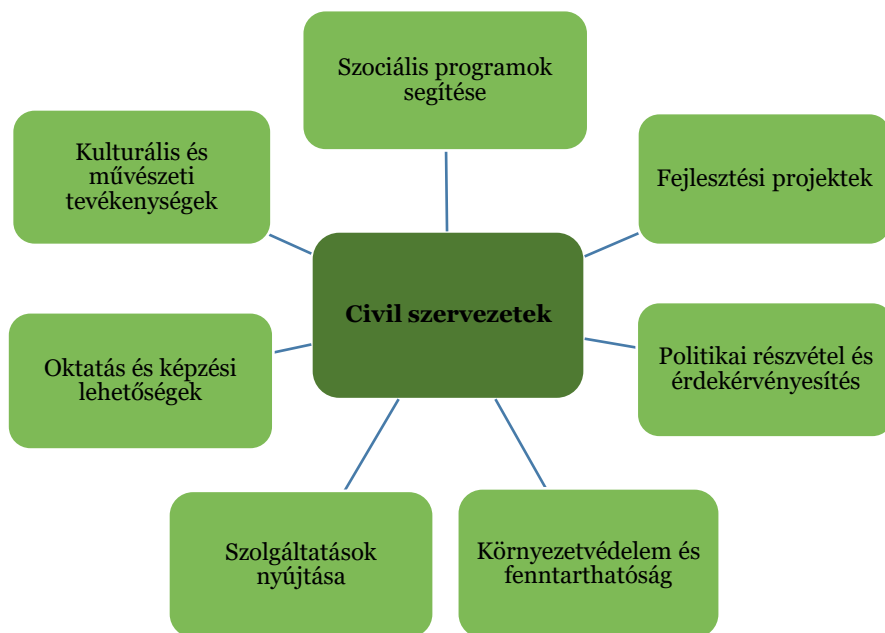 Szociális programok
segítése
Kulturális és
művészeti
tevékenységek
Fejlesztési projektek
Civil szervezetek
Oktatás és képzési
lehetőségek
Politikai részvétel és
érdekérvényesítés
Szolgáltatások
nyújtása
Környezetvédelem és
fenntarthatóság